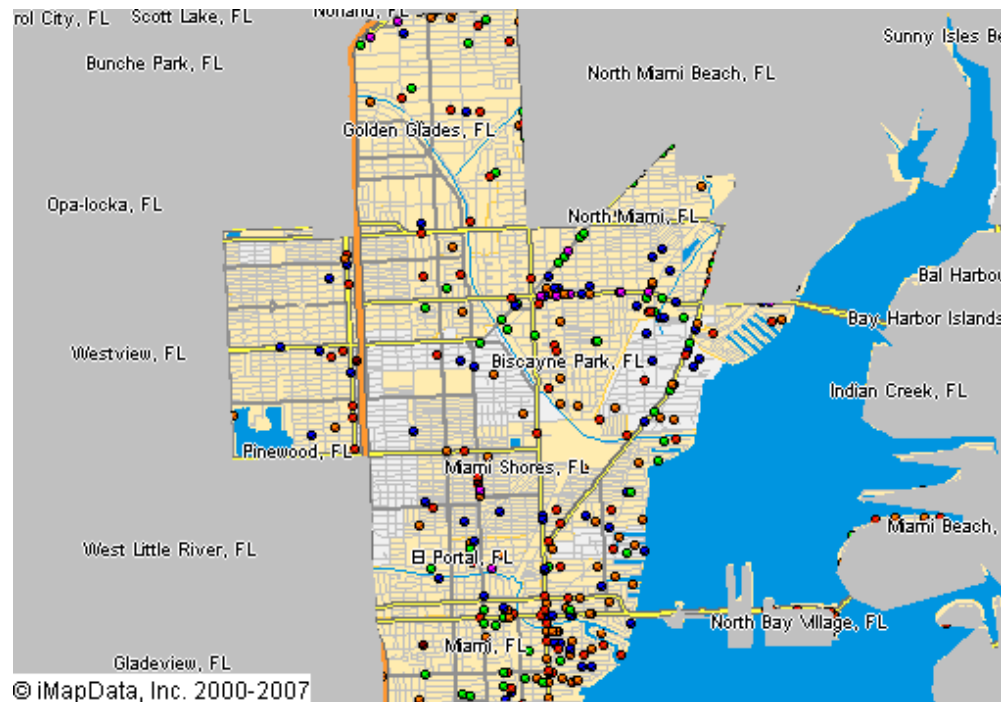 rol City, FL
Scott Lake, FL
Norland, FL
Sunny Isles Be
Bunche Park, FL
North Miami Beach, FL
Golden Glades, FL
Opa-locka, FL
North Miami, FL
Bal Harbou
Bay Harbor Islands
Westview, FL
Biscayne Park, FL
Indian Creek, FL
Pinewood, FL
Miami Shores, FL
Miami Beach,
West Little River, FL
El Portal, FL
North Bay Village, FL
Miami, FL
Gladeview, FL
© iMapData, Inc. 2000-2007